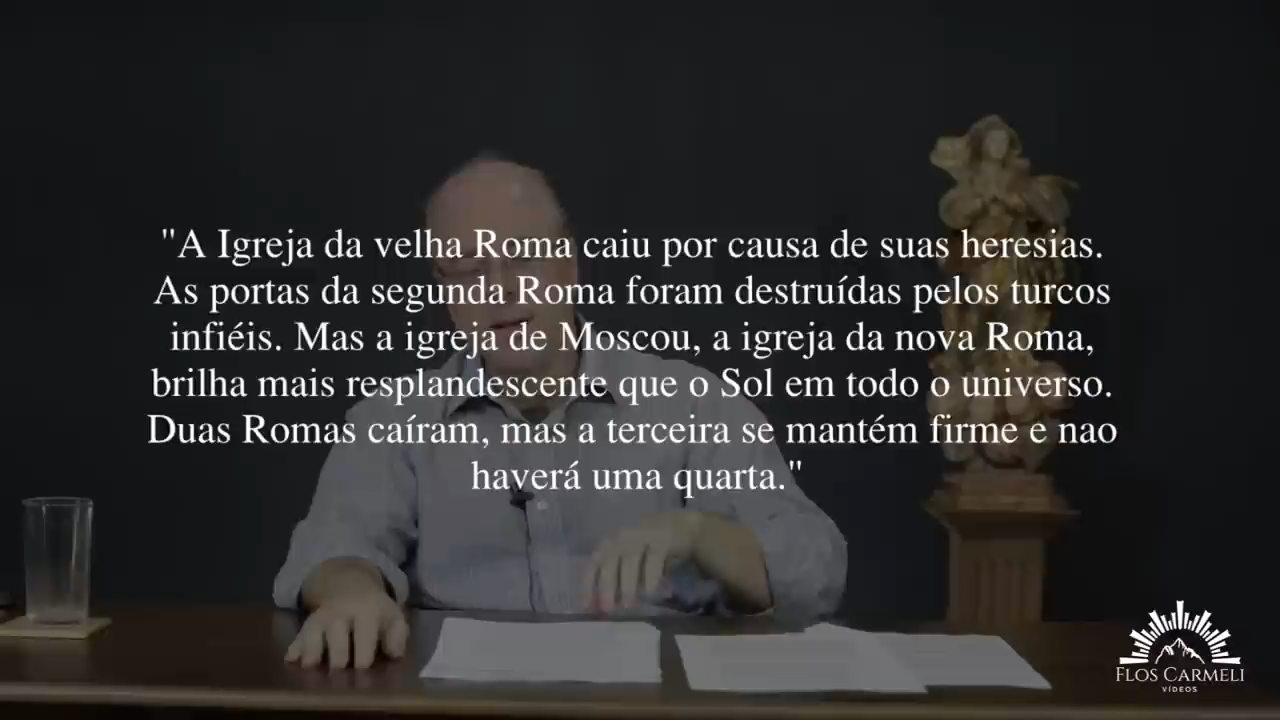 "A Igreja da velha Roma caiu por causa de suas heresias.
As portas da segunda Roma foram destruídas pelos turcos
infiéis. Mas a igreja de Moscou, a igreja da nova Roma,
brilha mais resplandescente que o Sol em todo o universo.
Duas Romas caíram, mas a terceira se mantém firme e nao
haverá uma quarta."
FLOS CARMELI
VÍDEOS